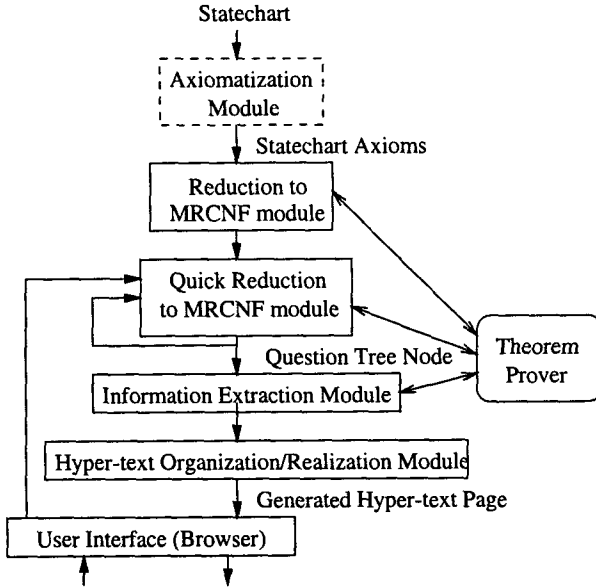 Statechart
Axiomatization
Module
Statechart Axioms
Reduction to
MRCNF module
Quick Reduction
to MRCNF module
Question Tree Node
Theorem
Prover
Information Extraction Module
Hyper-text Organization/Realization Module
Generated Hyper-text Page
User Interface (Browser)